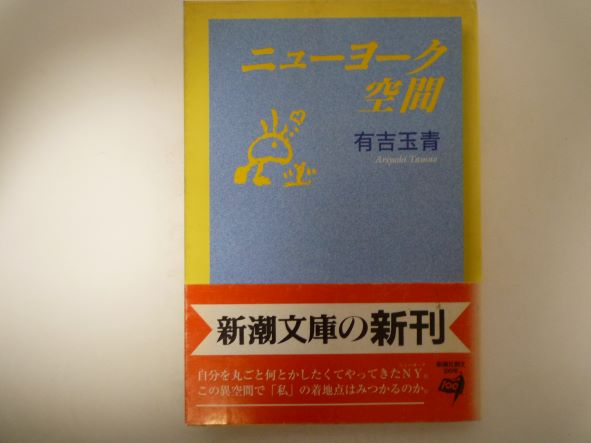 ニューヨーク
空間
有吉玉青
Ariyoshi Tamao
新潮文庫の新刊
自分を丸ごと何とかしたくてやってきたNY。
この異空間で「私」の着地点はみつかるのか。
100